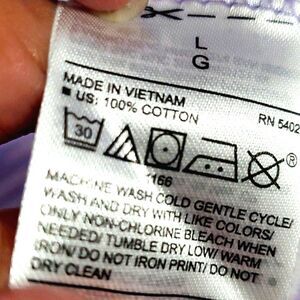 L
G
MADE IN VIETNAM
■ US: 100% COTTON
RN 5402
30
®
1166
MACHINE WASH COLD GENTLE CYCLE/
WASH AND DRY WITH LIKE COLORS/
ONLY NON-CHLORINE BLEACH WHEN
NEEDED/ TUMBLE DRY LOW/ WARM
IRON/ DO NOT IRON PRINT/ DO NOT
DRY CLEAN